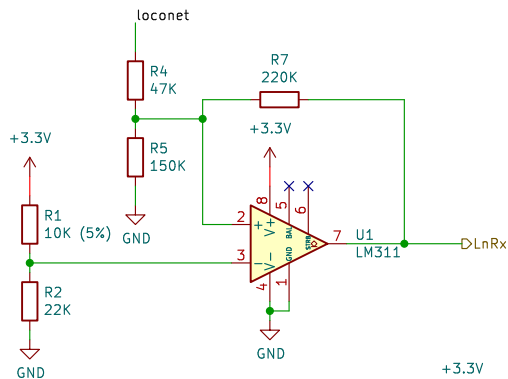 loconet
R4
47K
R7
220K
+3.3V
+3.3V
R5
150K
GND
R1
10K (5%)
8
5
6
2
+
V+
BAL
STRB
7
U1
LM311
LnRx
3
-
V-
GND
4
1
R2
22K
GND
GND
+3.3V